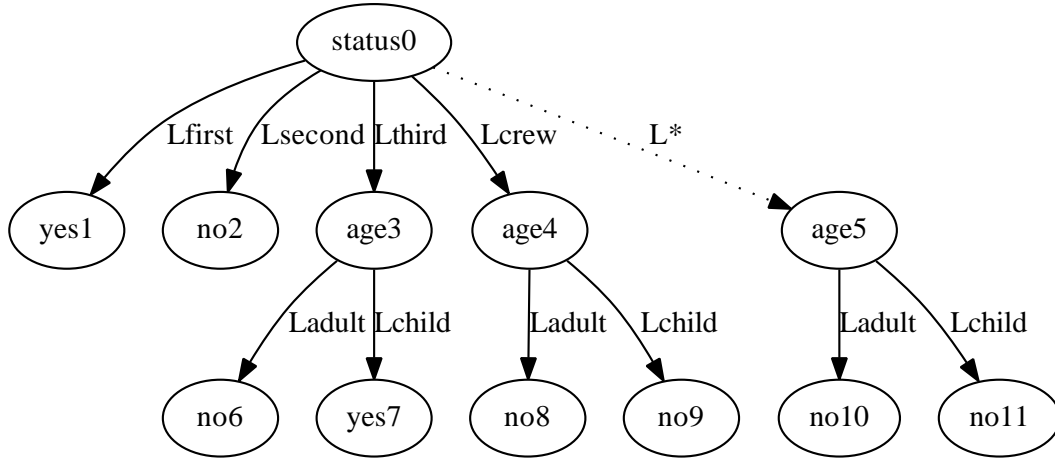 status0
Lfirst
Lsecond
Lthird
Lcrew
L*
yes1
no2
age3
age4
age5
Ladult
Lchild
Ladult
Lchild
Ladult
Lchild
no6
yes7
no8
no9
no10
no11